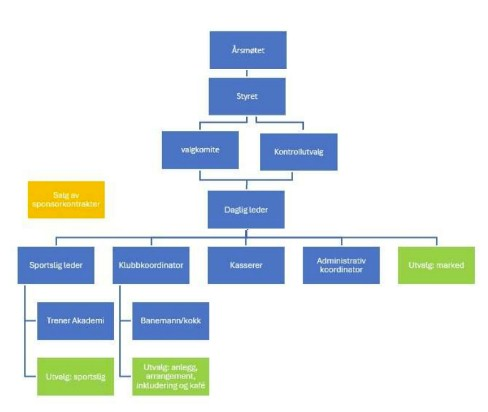 Årsmøtet
Styret
valgkomite
Kontrollutvalg
Salg av
sponsorkontrakter
Daglig leder
Sportslig leder
Klubbkoordinator
Kasserer
Administrativ
koordinator
Utvalg: marked
Trener Akademi
Banemann/kokk
Utvalg: sportslig
Utvalg: anlegg,
arrangement,
inkludering og kafé